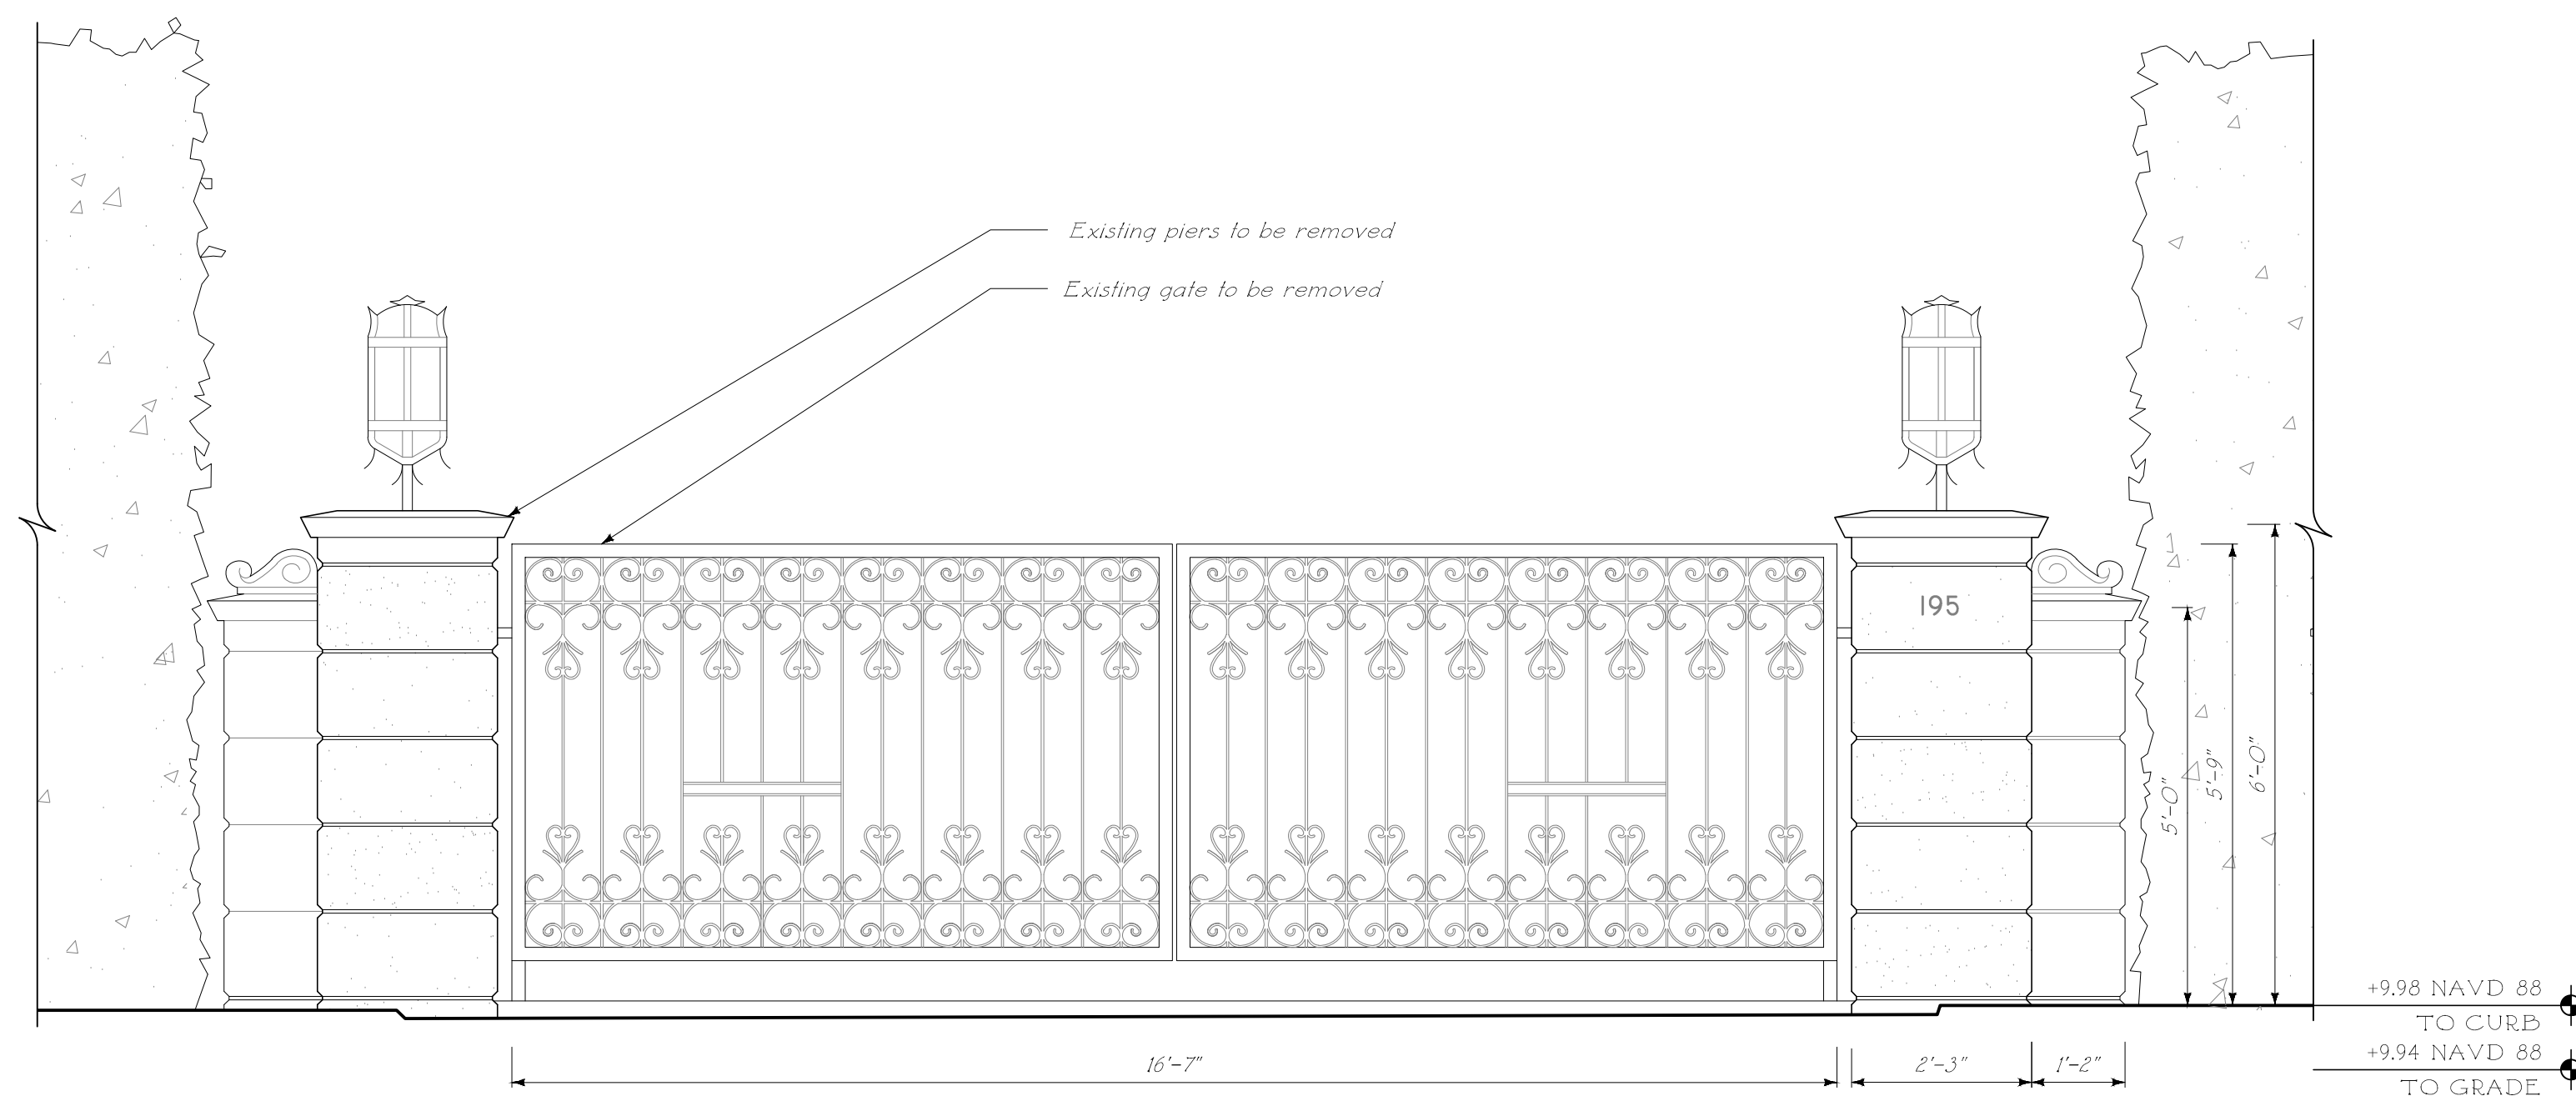 Existing piers to be removed
Existing gate to be removed
195
5'-0"
5'-9"
6'-0"
+9.98 NAVD 88
TO CURB
+9.94 NAVD 88
TO GRADE
16'-7"
2'-3"
1'-2"